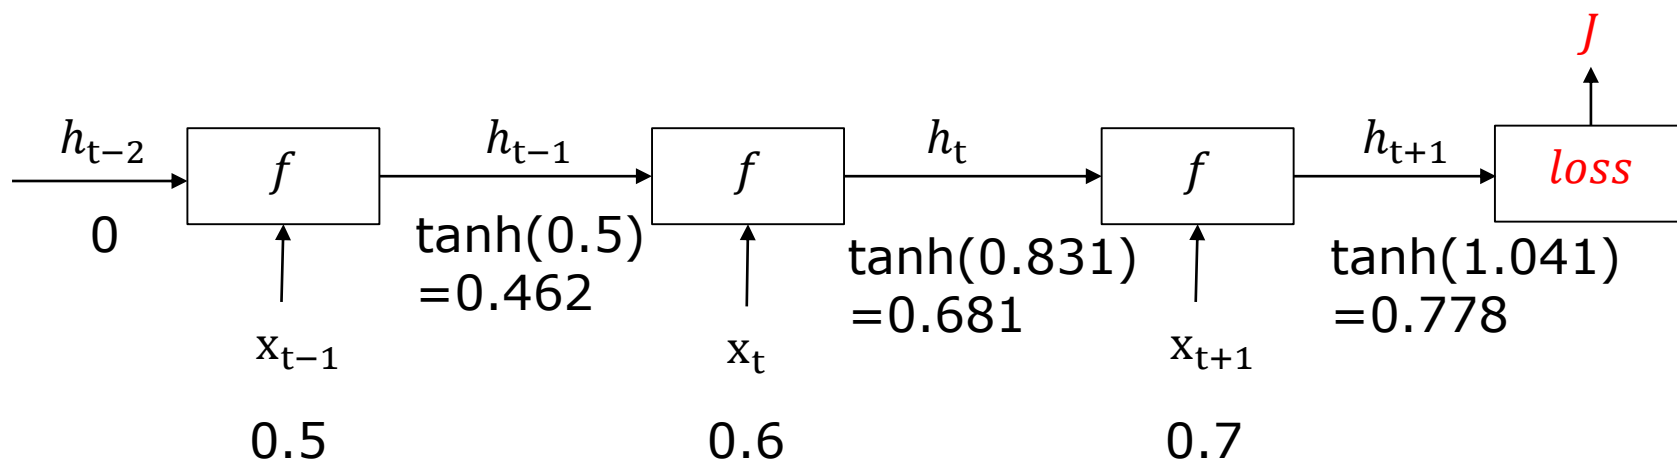 J
h_{t−2}
f
h_{t−1}
f
h_t
f
h_{t+1}
loss
0
tanh(0.5)
=0.462
tanh(0.831)
=0.681
tanh(1.041)
=0.778
x_{t−1}
x_t
x_{t+1}
0.5
0.6
0.7